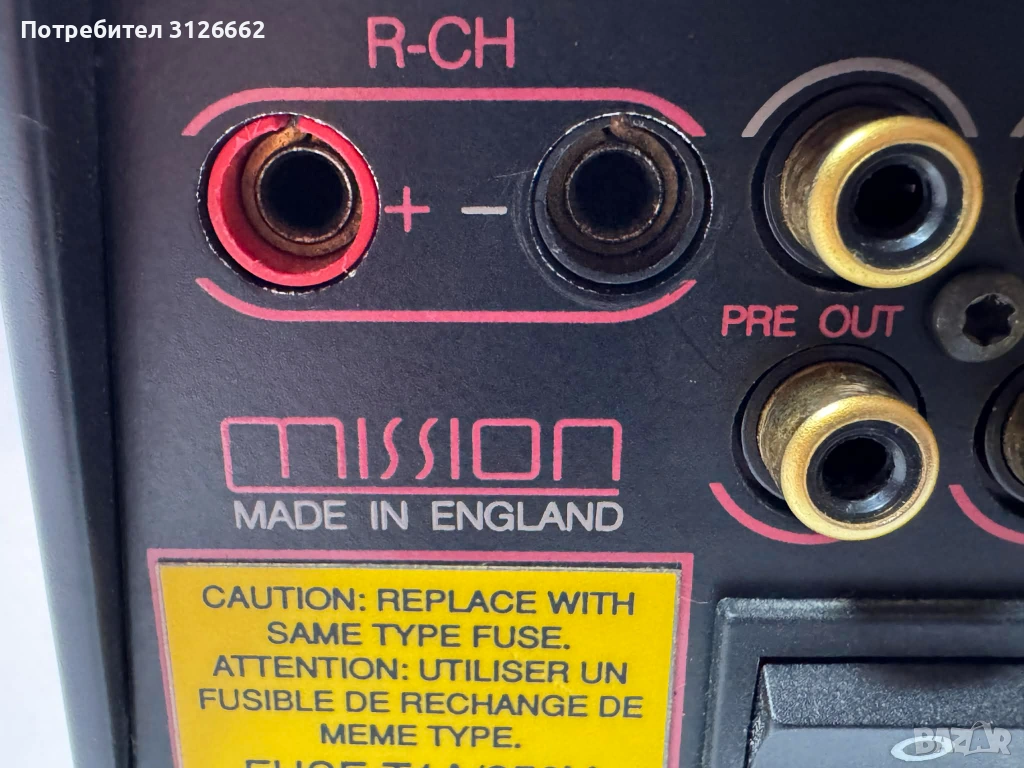 Потребител 3126662
R-CH
+ −
PRE OUT
mission
MADE IN ENGLAND
CAUTION: REPLACE WITH
SAME TYPE FUSE.
ATTENTION: UTILISER UN
FUSIBLE DE RECHANGE DE
MEME TYPE.
BAZAR